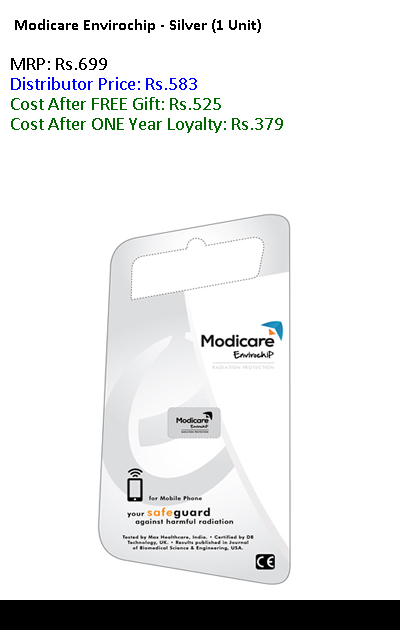 Modicare Envirochip - Silver (1 Unit)
MRP: Rs.699
Distributor Price: Rs.583
Cost After FREE Gift: Rs.525
Cost After ONE Year Loyalty: Rs.379
Modicare
Envirochip
RADIATION PROTECTION
Modicare
Envirochip
RADIATION PROTECTION
for Mobile Phone
your safeguard
against harmful radiation
Tested by Max Healthcare, India. • Certified by DB
Technology, UK. • Results published in Journal
of Biomedical Science & Engineering, USA.
CE